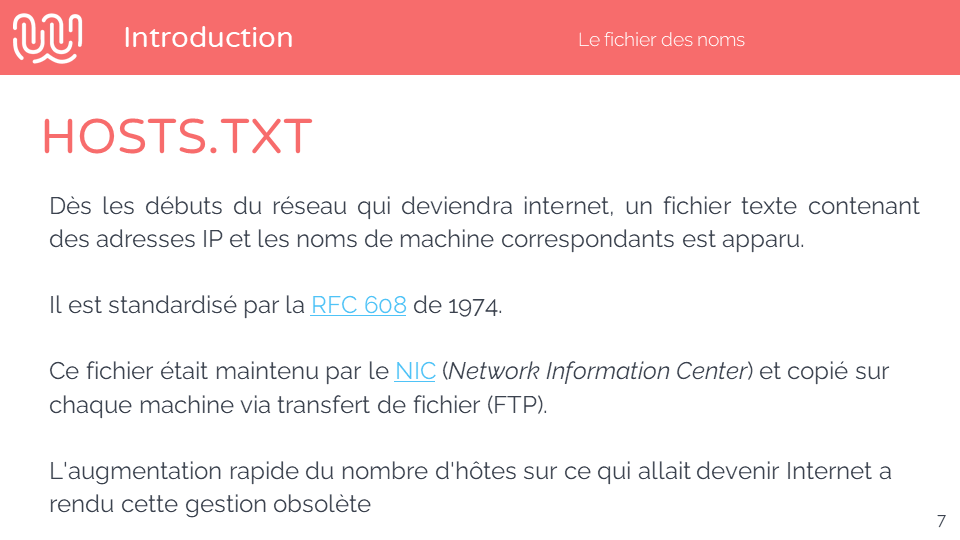 Introduction
Le fichier des noms
HOSTS.TXT
Dès les débuts du réseau qui deviendra internet, un fichier texte contenant
des adresses IP et les noms de machine correspondants est apparu.
Il est standardisé par la RFC 608 de 1974.
Ce fichier était maintenu par le NIC (Network Information Center) et copié sur
chaque machine via transfert de fichier (FTP).
L'augmentation rapide du nombre d'hôtes sur ce qui allait devenir Internet a
rendu cette gestion obsolète
7